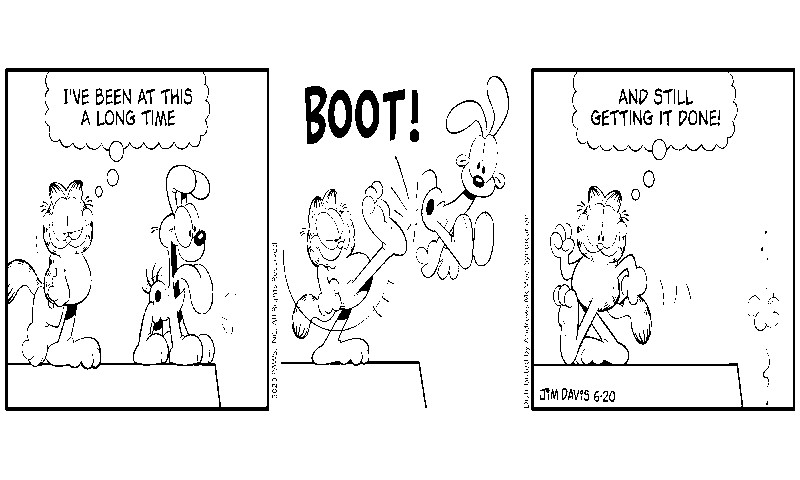 I'VE BEEN AT THIS
A LONG TIME
BOOT!
AND STILL
GETTING IT DONE!
JIM DAVIS 6·20